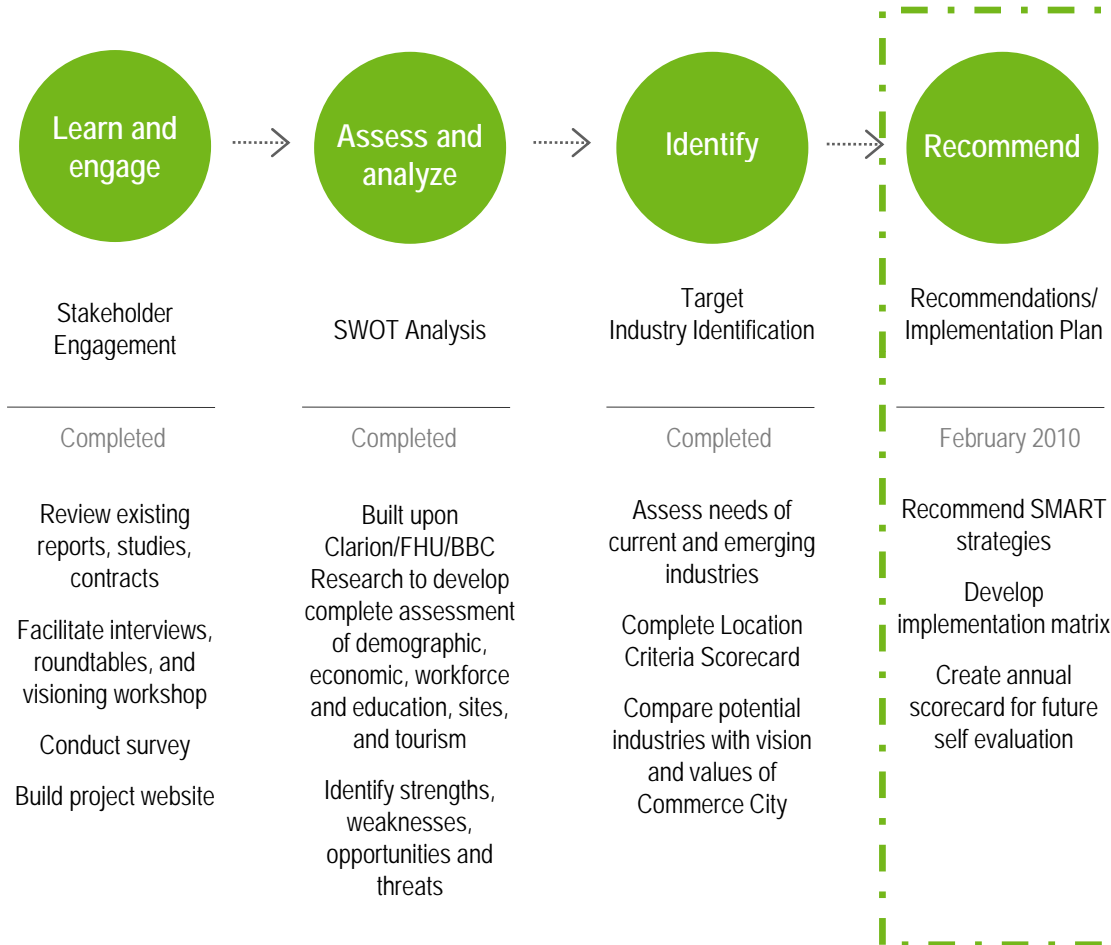 Learn and
engage
Stakeholder
Engagement
Completed
Review existing
reports, studies,
contracts
Facilitate interviews,
roundtables, and
visioning workshop
Conduct survey
Build project website
Assess and
analyze
SWOT Analysis
Completed
Built upon
Clarion/FHU/BBC
Research to develop
complete assessment
of demographic,
economic, workforce
and education, sites,
and tourism
Identify strengths,
weaknesses,
opportunities and
threats
Identify
Target
Industry Identification
Completed
Assess needs of
current and emerging
industries
Complete Location
Criteria Scorecard
Compare potential
industries with vision
and values of
Commerce City
Recommend
Recommendations/
Implementation Plan
February 2010
Recommend SMART
strategies
Develop
implementation matrix
Create annual
scorecard for future
self evaluation